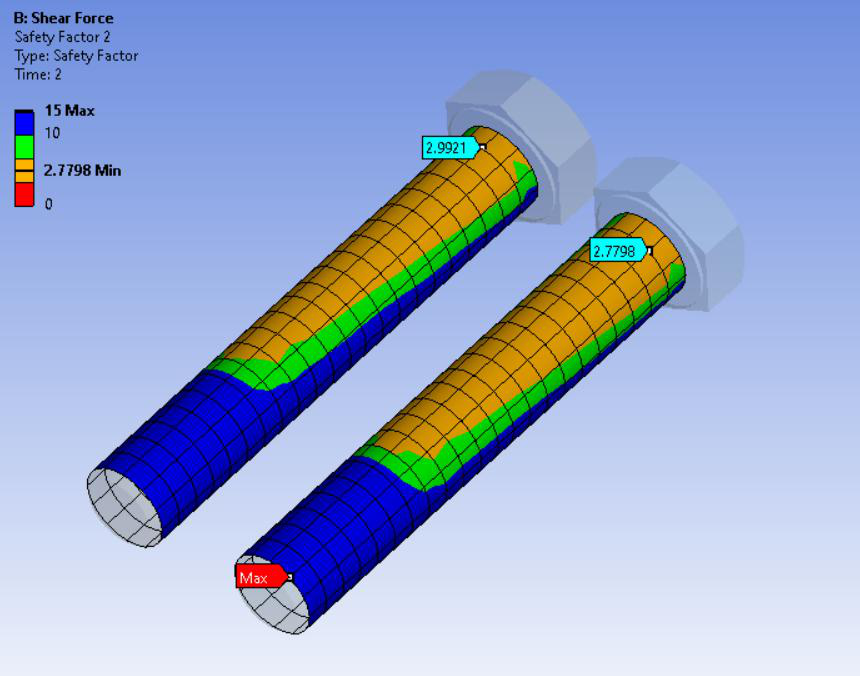 B: Shear Force
Safety Factor 2
Type: Safety Factor
Time: 2
15 Max
10
2.7798 Min
0
2.9921
2.7798
Max